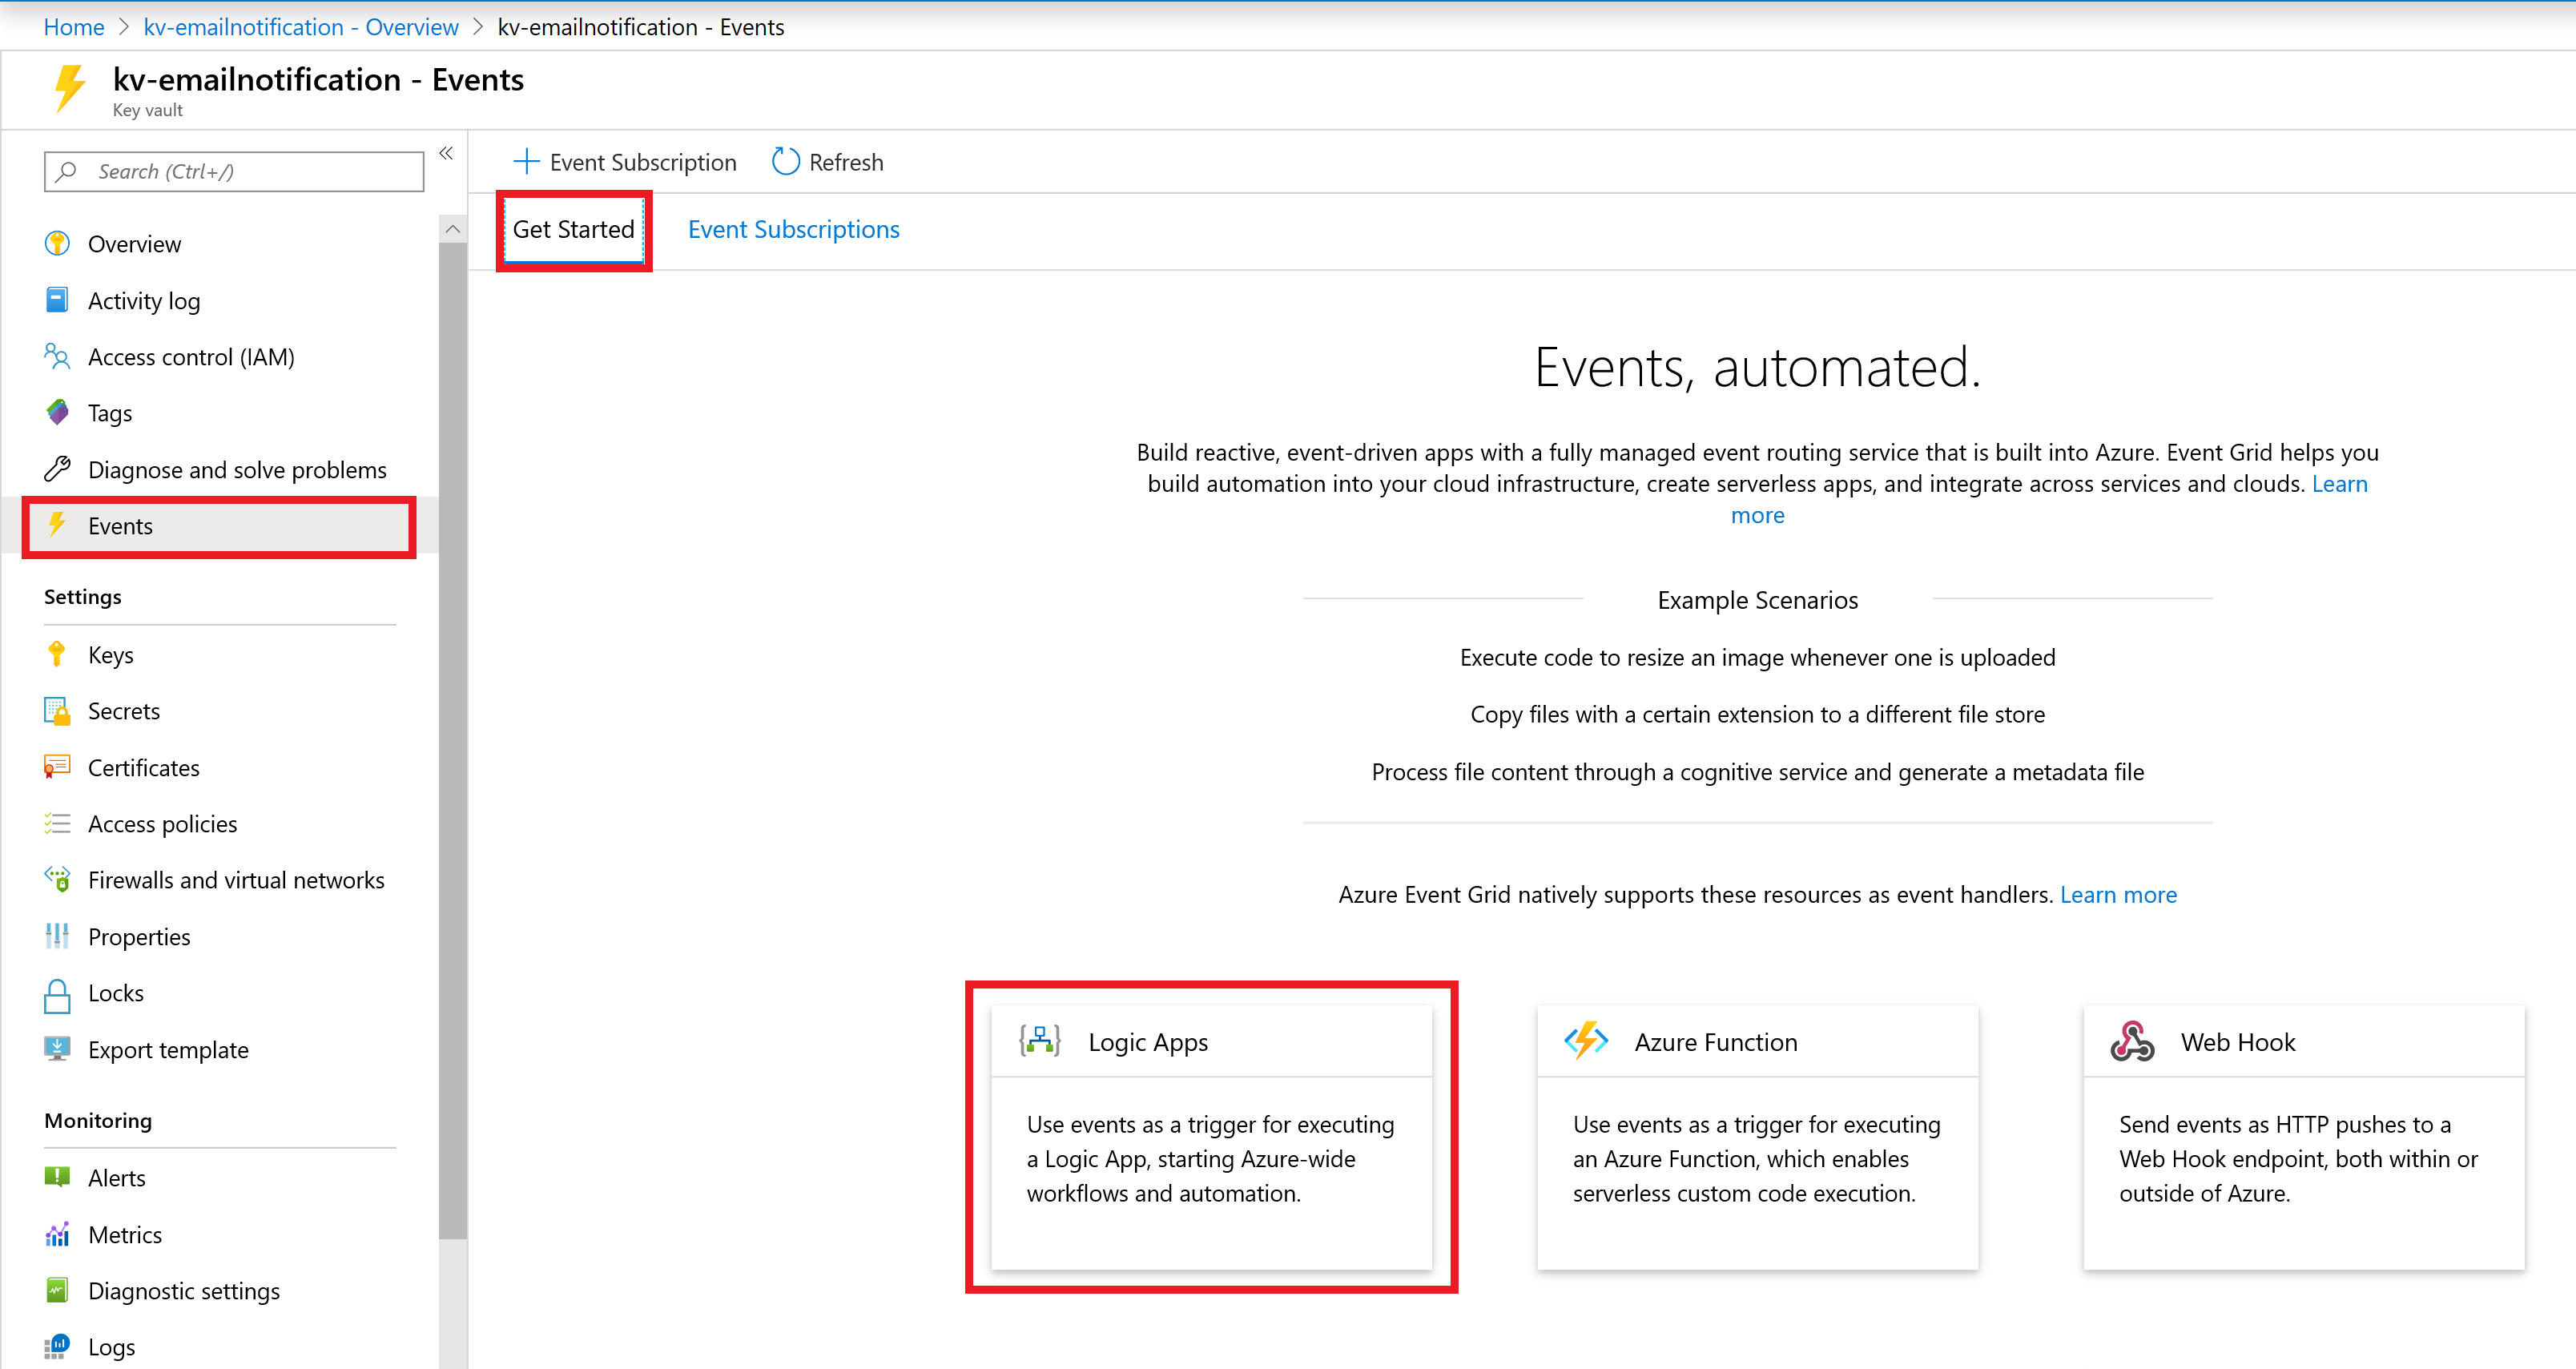 Home > kv-emailnotification - Overview > kv-emailnotification - Events
kv-emailnotification - Events
Key vault
Search (Ctrl+/)
Overview
Activity log
Access control (IAM)
Tags
Diagnose and solve problems
Events
Settings
Keys
Secrets
Certificates
Access policies
Firewalls and virtual networks
Properties
Locks
Export template
Monitoring
Alerts
Metrics
Diagnostic settings
Logs
Event Subscription Refresh
Get Started Event Subscriptions
Events, automated.
Build reactive, event-driven apps with a fully managed event routing service that is built into Azure. Event Grid helps you
build automation into your cloud infrastructure, create serverless apps, and integrate across services and clouds. Learn
more
Example Scenarios
Execute code to resize an image whenever one is uploaded
Copy files with a certain extension to a different file store
Process file content through a cognitive service and generate a metadata file
Azure Event Grid natively supports these resources as event handlers. Learn more
Logic Apps
Use events as a trigger for executing
a Logic App, starting Azure-wide
workflows and automation.
Azure Function
Use events as a trigger for executing
an Azure Function, which enables
serverless custom code execution.
Web Hook
Send events as HTTP pushes to a
Web Hook endpoint, both within or
outside of Azure.